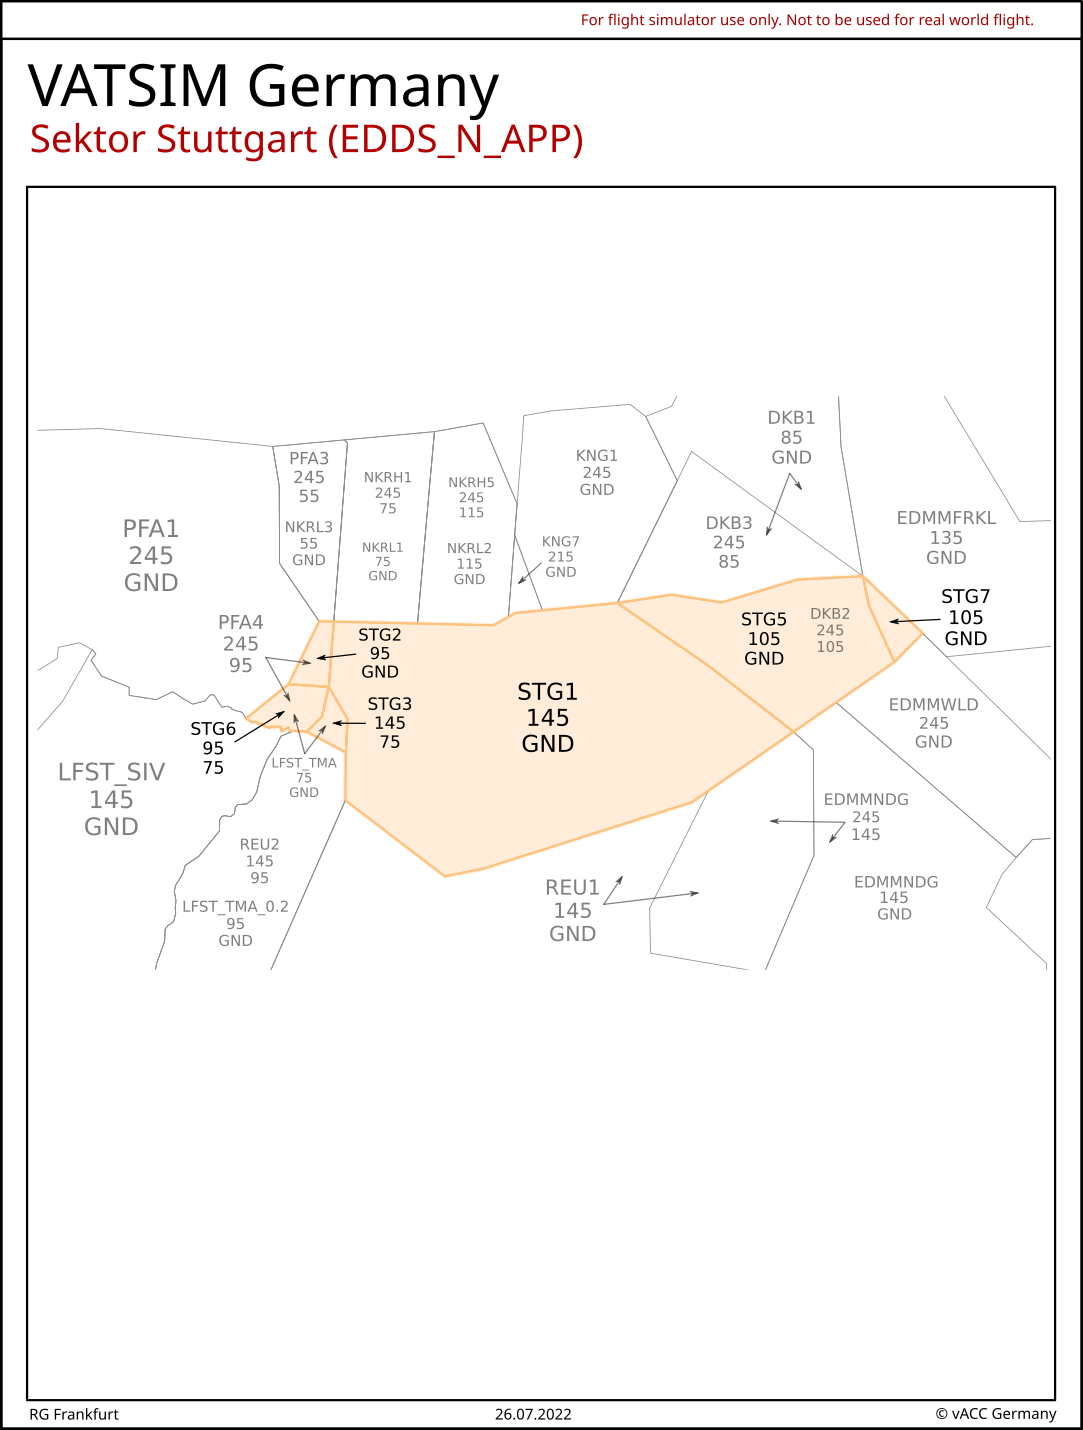 For flight simulator use only. Not to be used for real world flight.
VATSIM Germany
Sektor Stuttgart (EDDS_N_APP)
DKB1
85
GND
PFA3
245
55
KNG1
245
GND
NKRH1
245
75
NKRH5
245
115
PFA1
245
GND
NKRL3
55
GND
DKB3
245
85
EDMMFRKL
135
GND
NKRL1
75
GND
NKRL2
115
GND
KNG7
215
GND
STG7
105
GND
PFA4
245
95
STG2
95
GND
STG5
105
GND
DKB2
245
105
STG1
145
GND
STG3
145
75
STG6
95
75
EDMMWLD
245
GND
LFST_SIV
145
GND
LFST_TMA
75
GND
EDMMNDG
245
145
REU2
145
95
EDMMNDG
145
GND
REU1
145
GND
LFST_TMA_0.2
95
GND
RG Frankfurt
26.07.2022
© vACC Germany